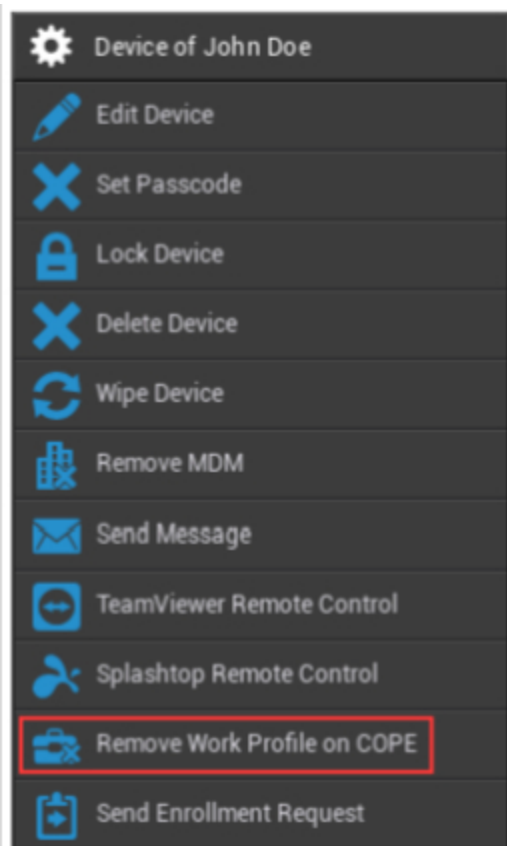 Device of John Doe
Edit Device
Set Passcode
Lock Device
Delete Device
Wipe Device
Remove MDM
Send Message
TeamViewer Remote Control
Splashtop Remote Control
Remove Work Profile on COPE
Send Enrollment Request